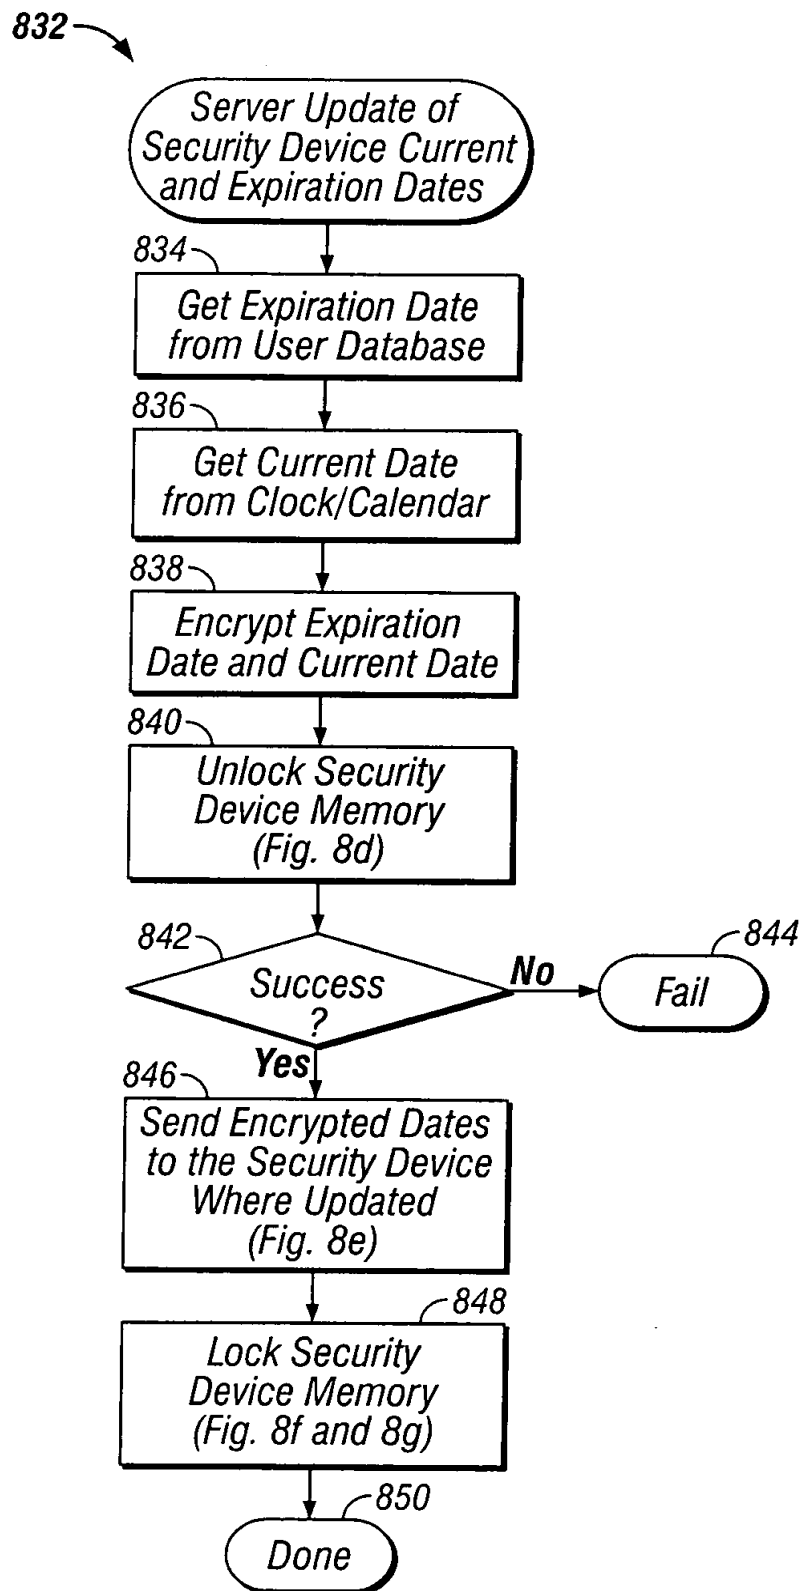 832
Server Update of
Security Device Current
and Expiration Dates
834
Get Expiration Date
from User Database
836
Get Current Date
from Clock/Calendar
838
Encrypt Expiration
Date and Current Date
840
Unlock Security
Device Memory
(Fig. 8d)
842
Success
?
No
844
Fail
Yes
846
Send Encrypted Dates
to the Security Device
Where Updated
(Fig. 8e)
848
Lock Security
Device Memory
(Fig. 8f and 8g)
850
Done